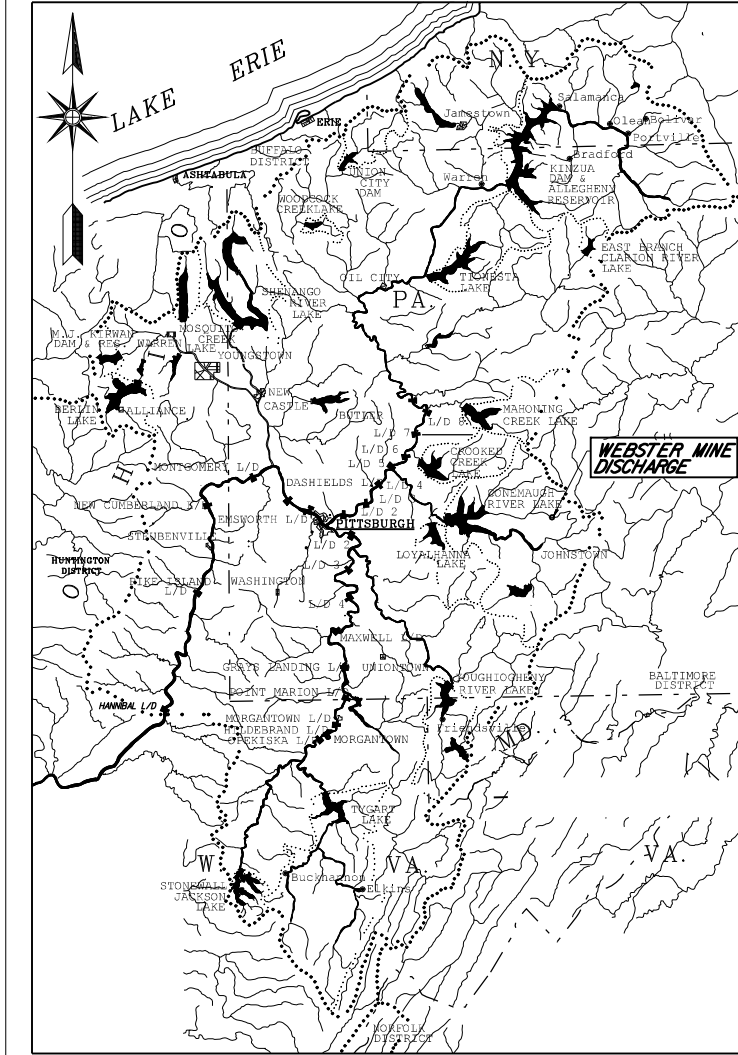 LAKE ERIE
N Y
Salamanca
Jamestown
Olean
Bolivar
Portville
ERIE
BUFFALO
DISTRICT
Bradford
UNION
CITY
DAM
Warren
KINZUA
DAM &
ALLEGHENY
RESERVOIR
ASHTABULA
WOODCOCK
CREEKLAKE
O
EAST BRANCH
CLARION RIVER
LAKE
OIL CITY
TIONESTA
LAKE
SHENANGO
RIVER
LAKE
PA.
M.J. KIRWAN
DAM & RES.
WARREN
MOSQUITO
CREEK
LAKE
I
YOUNGSTOWN
NEW
CASTLE
BERLIN
LAKE
ALLIANCE
BUTLER
MAHONING
CREEK LAKE
L/D 8
L/D 7
L/D 6
L/D 5
L/D 4
CROOKED
CREEK
LAKE
WEBSTER MINE
DISCHARGE
H
MONTGOMERY L/D
DASHIELDS L/D
L/D
L/D 2
CONEMAUGH
RIVER LAKE
NEW CUMBERLAND L/D
EMSWORTH L/D
PITTSBURGH
STEUBENVILLE
L/D 2
LOYALHANNA
LAKE
JOHNSTOWN
HUNTINGTON
DISTRICT
L/D 3
PIKE ISLAND
L/D
WASHINGTON
O
L/D 4
MAXWELL L/D
GRAYS LANDING L/D
UNIONTOWN
YOUGHIOGHENY
RIVER LAKE
BALTIMORE
DISTRICT
POINT MARION L/D
HANNIBAL L/D
MORGANTOWN L/D
HILDEBRAND L/D
OPEKISKA L/D
MORGANTOWN
Friendsville
MD.
TYGART
LAKE
W VA.
VA.
Buckhannon
Elkins
STONEWALL
JACKSON
LAKE
NORFOLK
DISTRICT